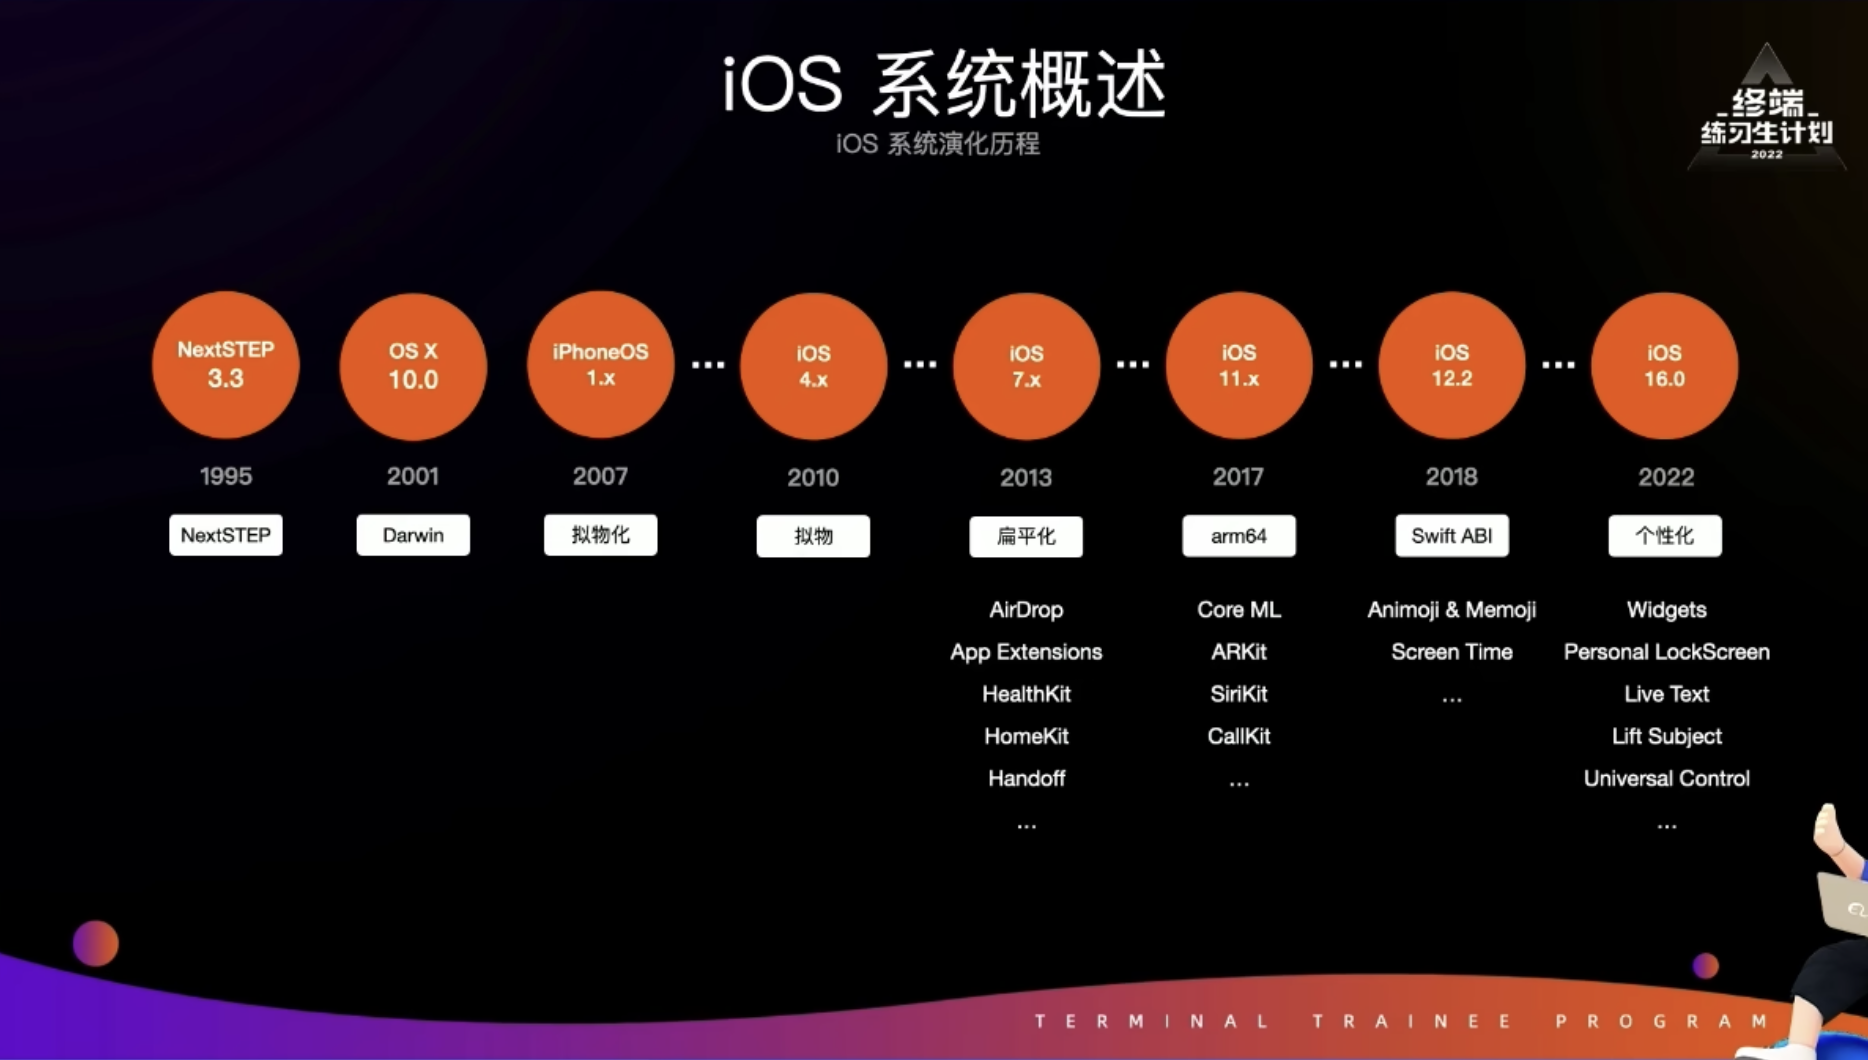 iOS 系统概述
iOS 系统演化历程
终端
练习生计划
2022
NextSTEP
3.3
OS X
10.0
iPhoneOS
1.x
...
iOS
4.x
...
iOS
7.x
...
iOS
11.x
...
iOS
12.2
...
iOS
16.0
1995
2001
2007
2010
2013
2017
2018
2022
NextSTEP
Darwin
拟物化
拟物
扁平化
arm64
Swift ABI
个性化
AirDrop
App Extensions
HealthKit
HomeKit
Handoff
...
Core ML
ARKit
SiriKit
CallKit
...
Animoji & Memoji
Screen Time
...
Widgets
Personal LockScreen
Live Text
Lift Subject
Universal Control
...
TERMINAL TRAINEE PROGRAM